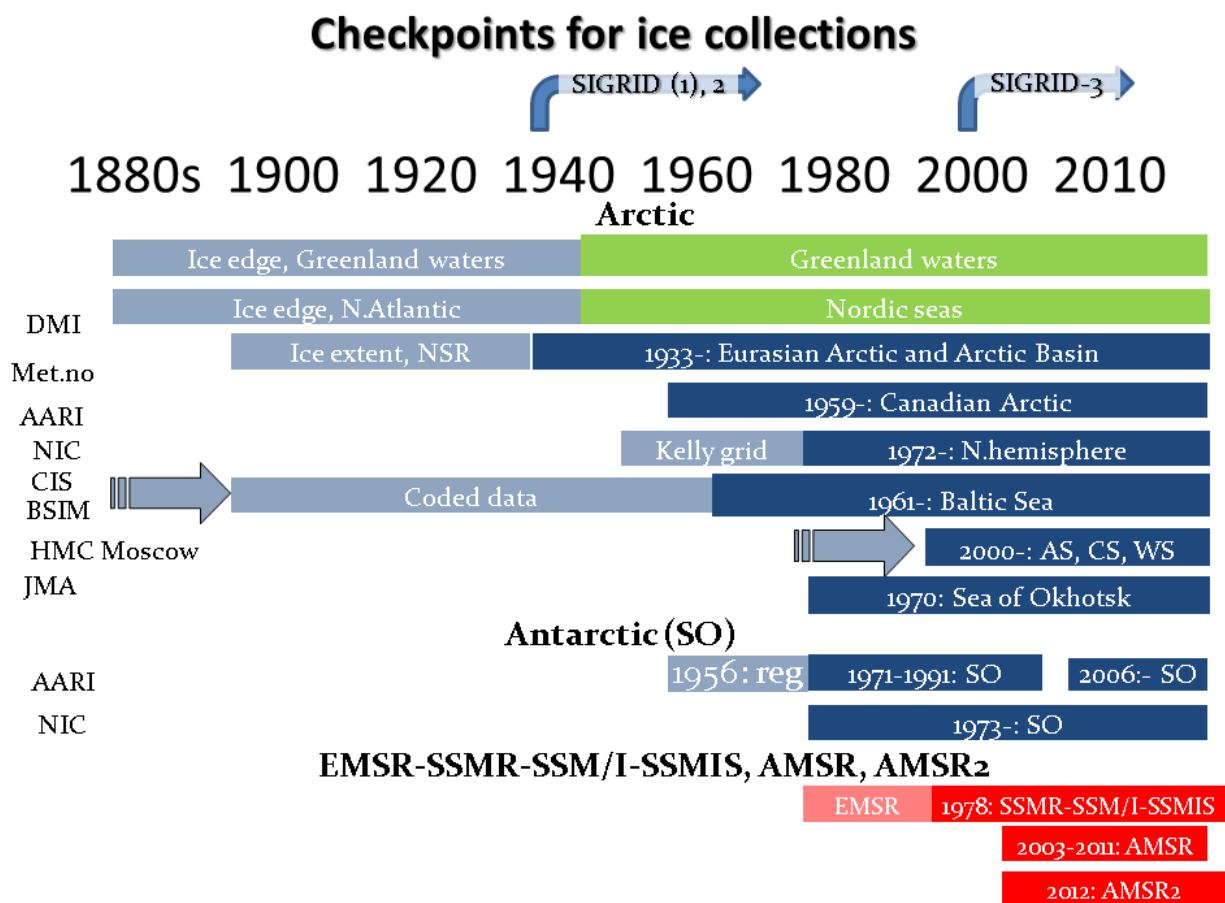 Checkpoints for ice collections
SIGRID (1), 2
SIGRID-3
1880s 1900 1920 1940 1960 1980 2000 2010
Arctic
Ice edge, Greenland waters
Greenland waters
Ice edge, N.Atlantic
Nordic seas
DMI
Ice extent, NSR
1933-: Eurasian Arctic and Arctic Basin
Met.no
1959-: Canadian Arctic
AARI
Kelly grid
1972-: N.hemisphere
NIC
CIS
Coded data
1961-: Baltic Sea
BSIM
HMC Moscow
2000-: AS, CS, WS
JMA
1970: Sea of Okhotsk
Antarctic (SO)
1956: reg
1971-1991: SO
2006:- SO
AARI
NIC
1973-: SO
EMSR-SSMR-SSM/I-SSMIS, AMSR, AMSR2
EMSR
1978: SSMR-SSM/I-SSMIS
2003-2011: AMSR
2012: AMSR2